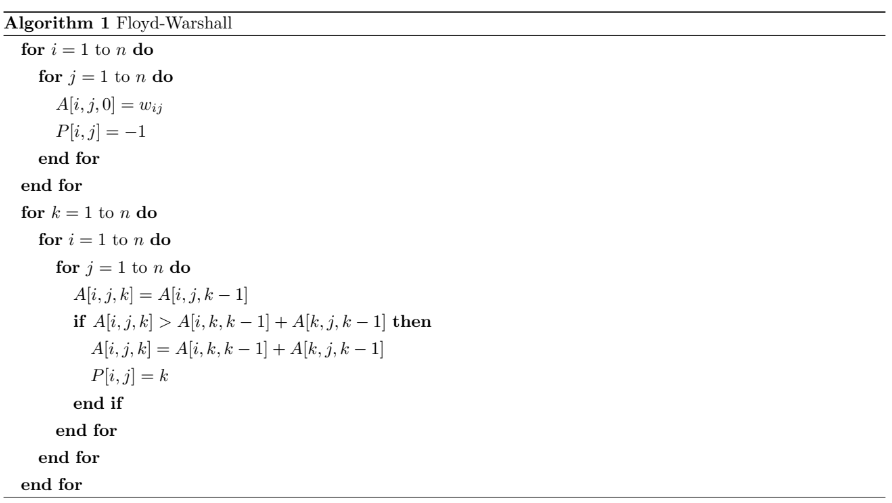 Algorithm 1 Floyd-Warshall
for i = 1 to n do
for j = 1 to n do
A[i, j, 0] = w_{ij}
P[i, j] = −1
end for
end for
for k = 1 to n do
for i = 1 to n do
for j = 1 to n do
A[i, j, k] = A[i, j, k − 1]
if A[i, j, k] > A[i, k, k − 1] + A[k, j, k − 1] then
A[i, j, k] = A[i, k, k − 1] + A[k, j, k − 1]
P[i, j] = k
end if
end for
end for
end for